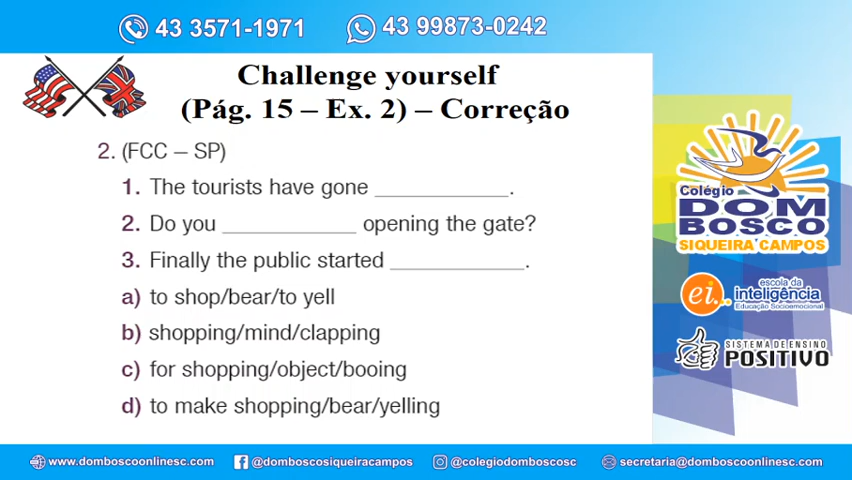 43 3571-1971 43 99873-0242
Challenge yourself
(Pág. 15 – Ex. 2) – Correção
2. (FCC – SP)
1. The tourists have gone ____________.
2. Do you ____________ opening the gate?
3. Finally the public started ____________.
a) to shop/bear/to yell
b) shopping/mind/clapping
c) for shopping/object/booing
d) to make shopping/bear/yelling
Colégio
DOM
BOSCO
SIQUEIRA CAMPOS
ei...
escola da
inteligência
Educação Socioemocional
SISTEMA DE ENSINO
POSITIVO
www.domboscoonlinesc.com @domboscosiqueiracampos @colegiodomboscosc secretaria@domboscoonlinesc.com